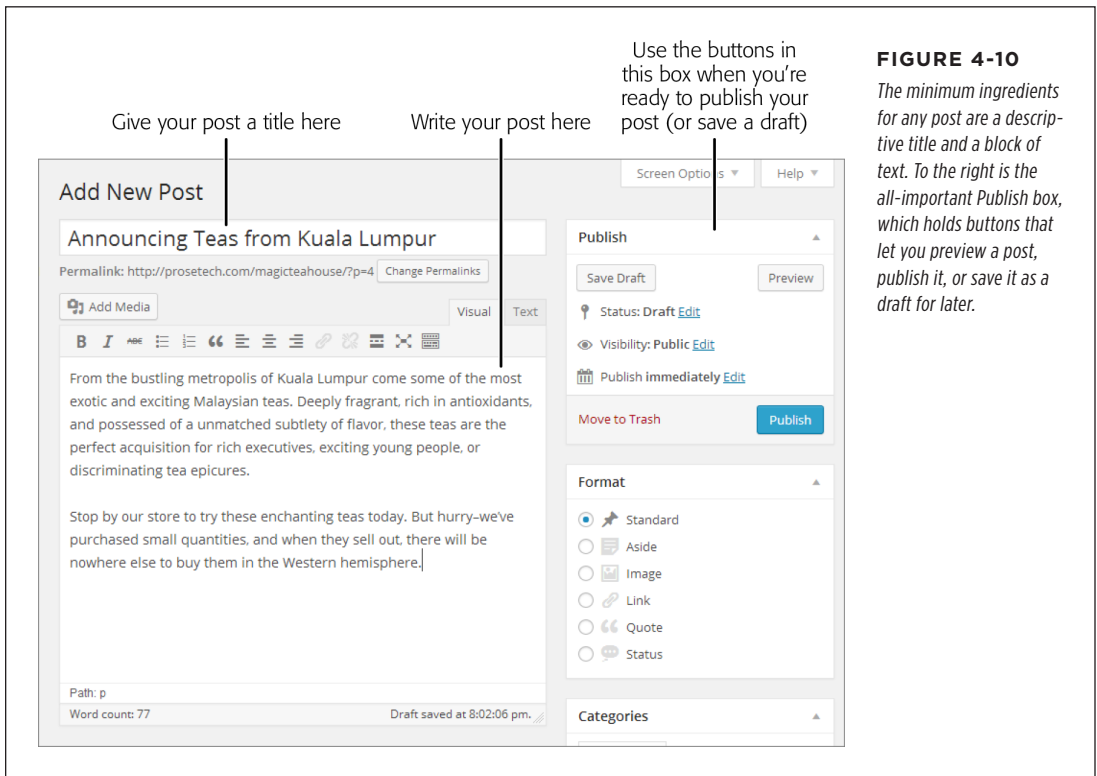 Give your post a title here
Write your post here
Use the buttons in
this box when you're
ready to publish your
post (or save a draft)
FIGURE 4-10
The minimum ingredients
for any post are a descrip-
tive title and a block of
text. To the right is the
all-important Publish box,
which holds buttons that
let you preview a post,
publish it, or save it as a
draft for later.
Screen Options
Help
Add New Post
Announcing Teas from Kuala Lumpur
Permalink: http://prosetech.com/magicteahouse/?p=4 Change Permalinks
Add Media
Visual Text
B I ABC
From the bustling metropolis of Kuala Lumpur come some of the most
exotic and exciting Malaysian teas. Deeply fragrant, rich in antioxidants,
and possessed of a unmatched subtlety of flavor, these teas are the
perfect acquisition for rich executives, exciting young people, or
discriminating tea epicures.
Stop by our store to try these enchanting teas today. But hurry–we've
purchased small quantities, and when they sell out, there will be
nowhere else to buy them in the Western hemisphere.
Path: p
Word count: 77 Draft saved at 8:02:06 pm.
Publish
Save Draft Preview
Status: Draft Edit
Visibility: Public Edit
Publish immediately Edit
Move to Trash Publish
Format
Standard
Aside
Image
Link
Quote
Status
Categories